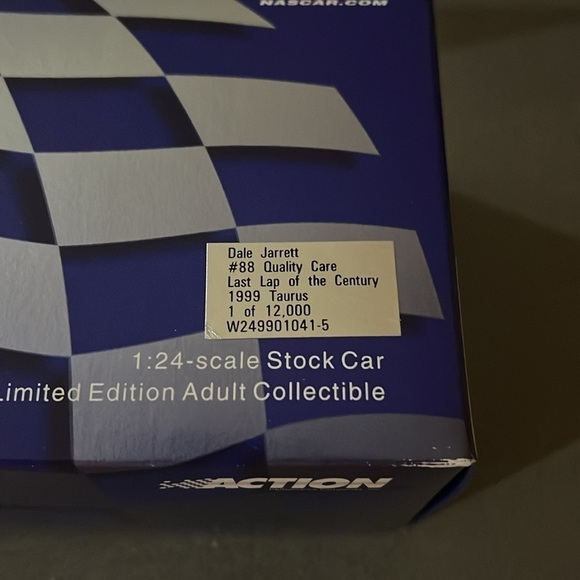 NASCAR.COM
Dale Jarrett
#88 Quality Care
Last Lap of the Century
1999 Taurus
1 of 12,000
W249901041-5
1:24-scale Stock Car
Limited Edition Adult Collectible
ACTION